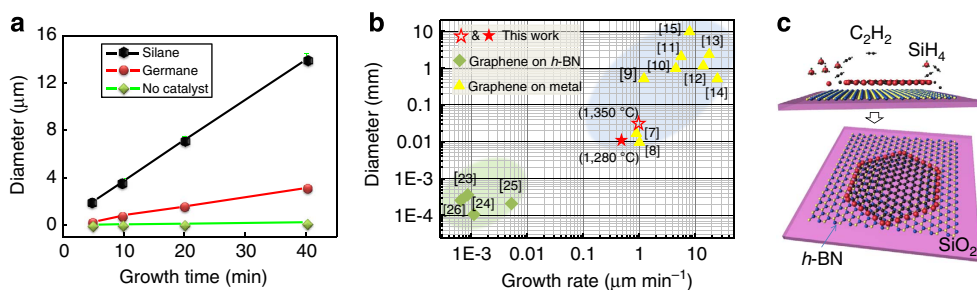 a
Diameter (μm)
16
12
8
4
0
Silane
Germane
No catalyst
0 10 20 30 40
Growth time (min)
b
Diameter (mm)
10
1
0.1
0.01
1E-3
1E-4
& This work
Graphene on h-BN
Graphene on metal
[15]
[13]
[11]
[10]
[9]
[12]
[14]
(1,350 °C)
[7]
(1,280 °C)
[8]
[23]
[25]
[26]
[24]
1E-3 0.01 0.1 1 10 100
Growth rate (μm min⁻¹)
c
C₂H₂
SiH₄
h-BN
SiO₂